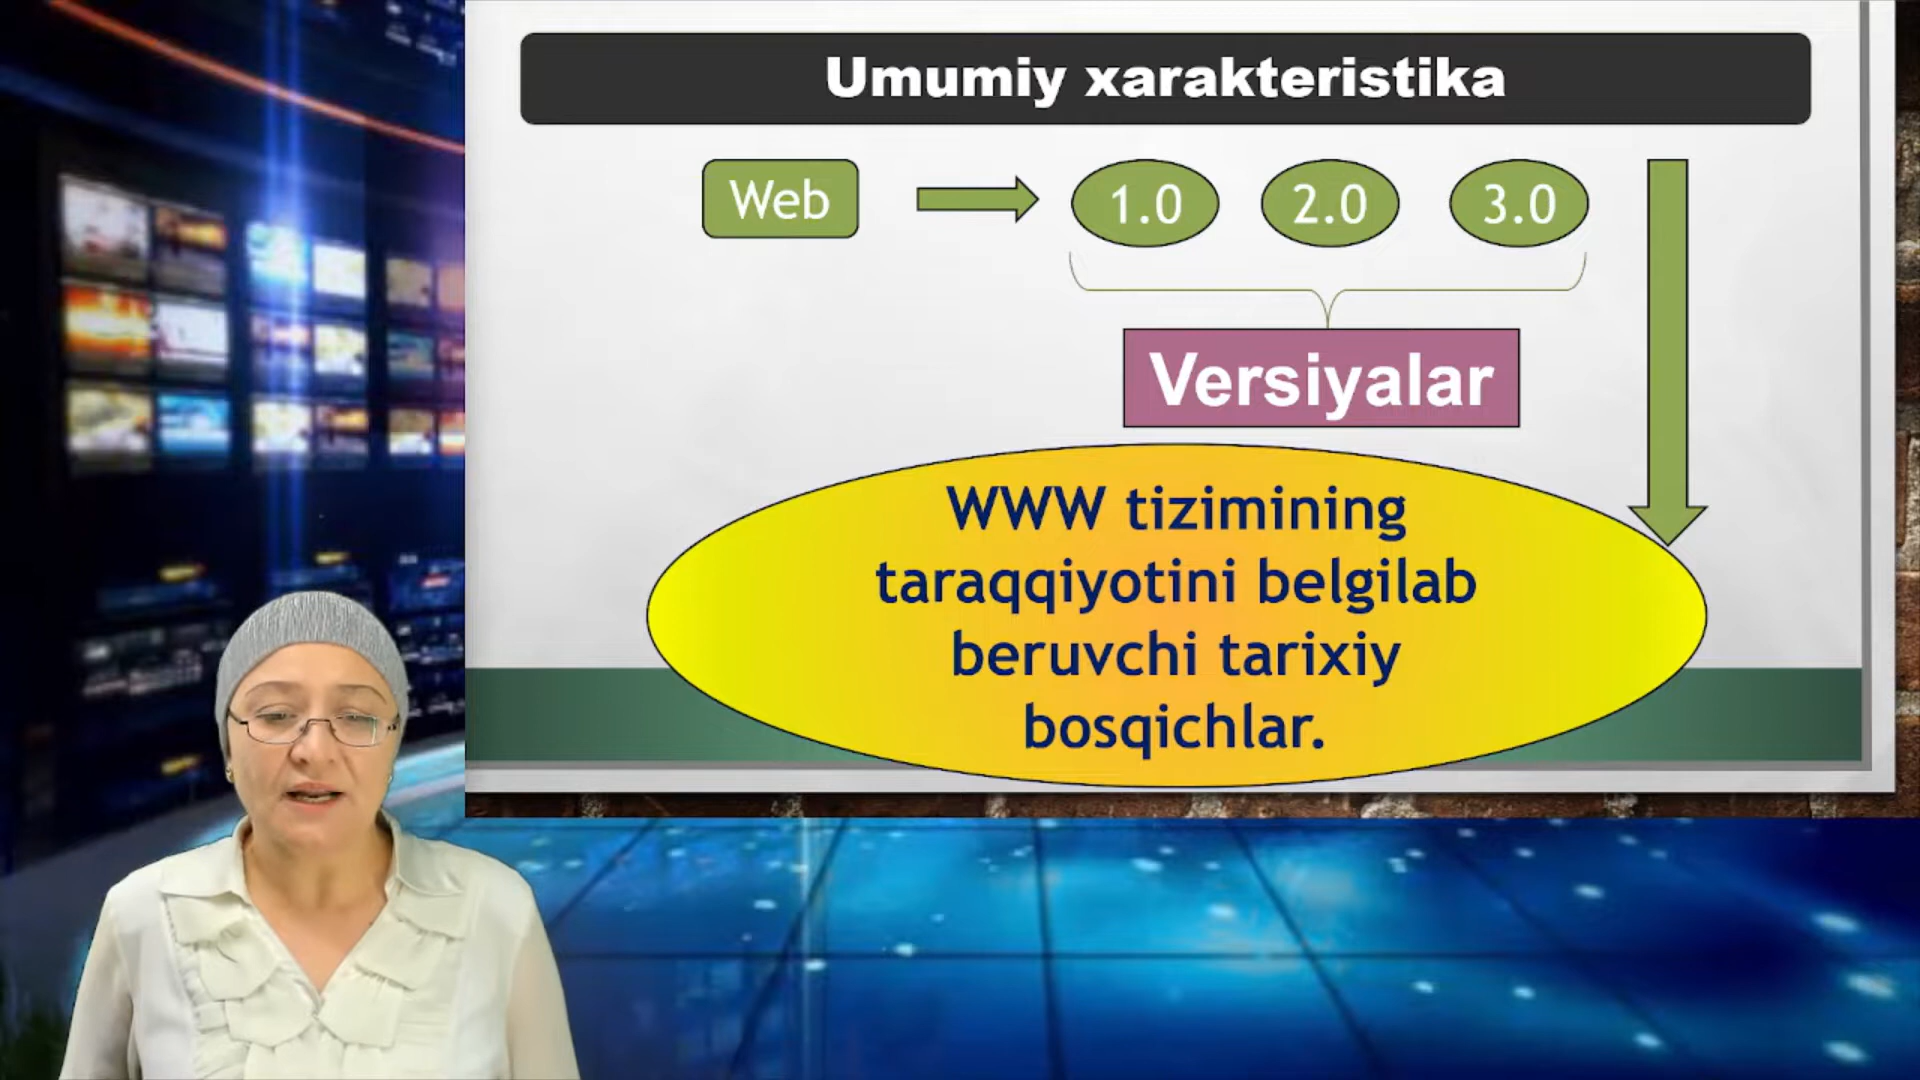 Umumiy xarakteristika
Web
1.0
2.0
3.0
Versiyalar
WWW tizimining
taraqqiyotini belgilab
beruvchi tarixiy
bosqichlar.